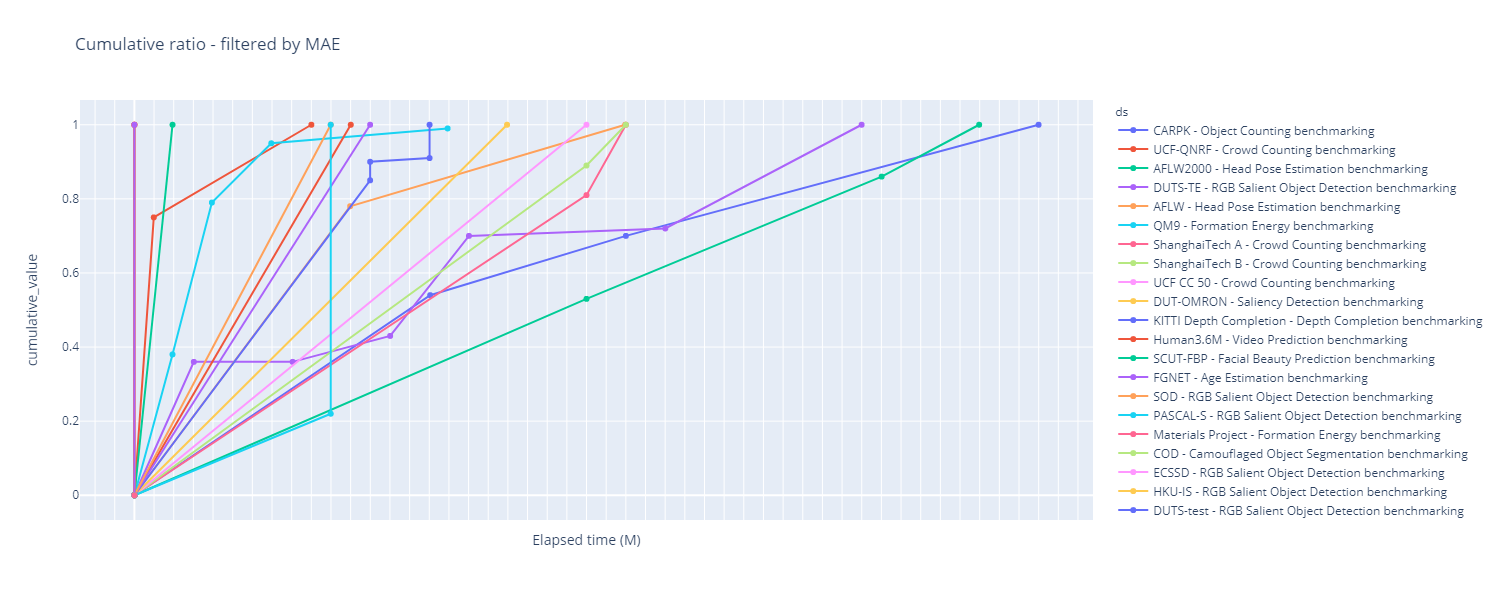 Cumulative ratio - filtered by MAE
cumulative_value
1
0.8
0.6
0.4
0.2
0
Elapsed time (M)
ds
CARPK - Object Counting benchmarking
UCF-QNRF - Crowd Counting benchmarking
AFLW2000 - Head Pose Estimation benchmarking
DUTS-TE - RGB Salient Object Detection benchmarking
AFLW - Head Pose Estimation benchmarking
QM9 - Formation Energy benchmarking
ShanghaiTech A - Crowd Counting benchmarking
ShanghaiTech B - Crowd Counting benchmarking
UCF CC 50 - Crowd Counting benchmarking
DUT-OMRON - Saliency Detection benchmarking
KITTI Depth Completion - Depth Completion benchmarking
Human3.6M - Video Prediction benchmarking
SCUT-FBP - Facial Beauty Prediction benchmarking
FGNET - Age Estimation benchmarking
SOD - RGB Salient Object Detection benchmarking
PASCAL-S - RGB Salient Object Detection benchmarking
Materials Project - Formation Energy benchmarking
COD - Camouflaged Object Segmentation benchmarking
ECSSD - RGB Salient Object Detection benchmarking
HKU-IS - RGB Salient Object Detection benchmarking
DUTS-test - RGB Salient Object Detection benchmarking